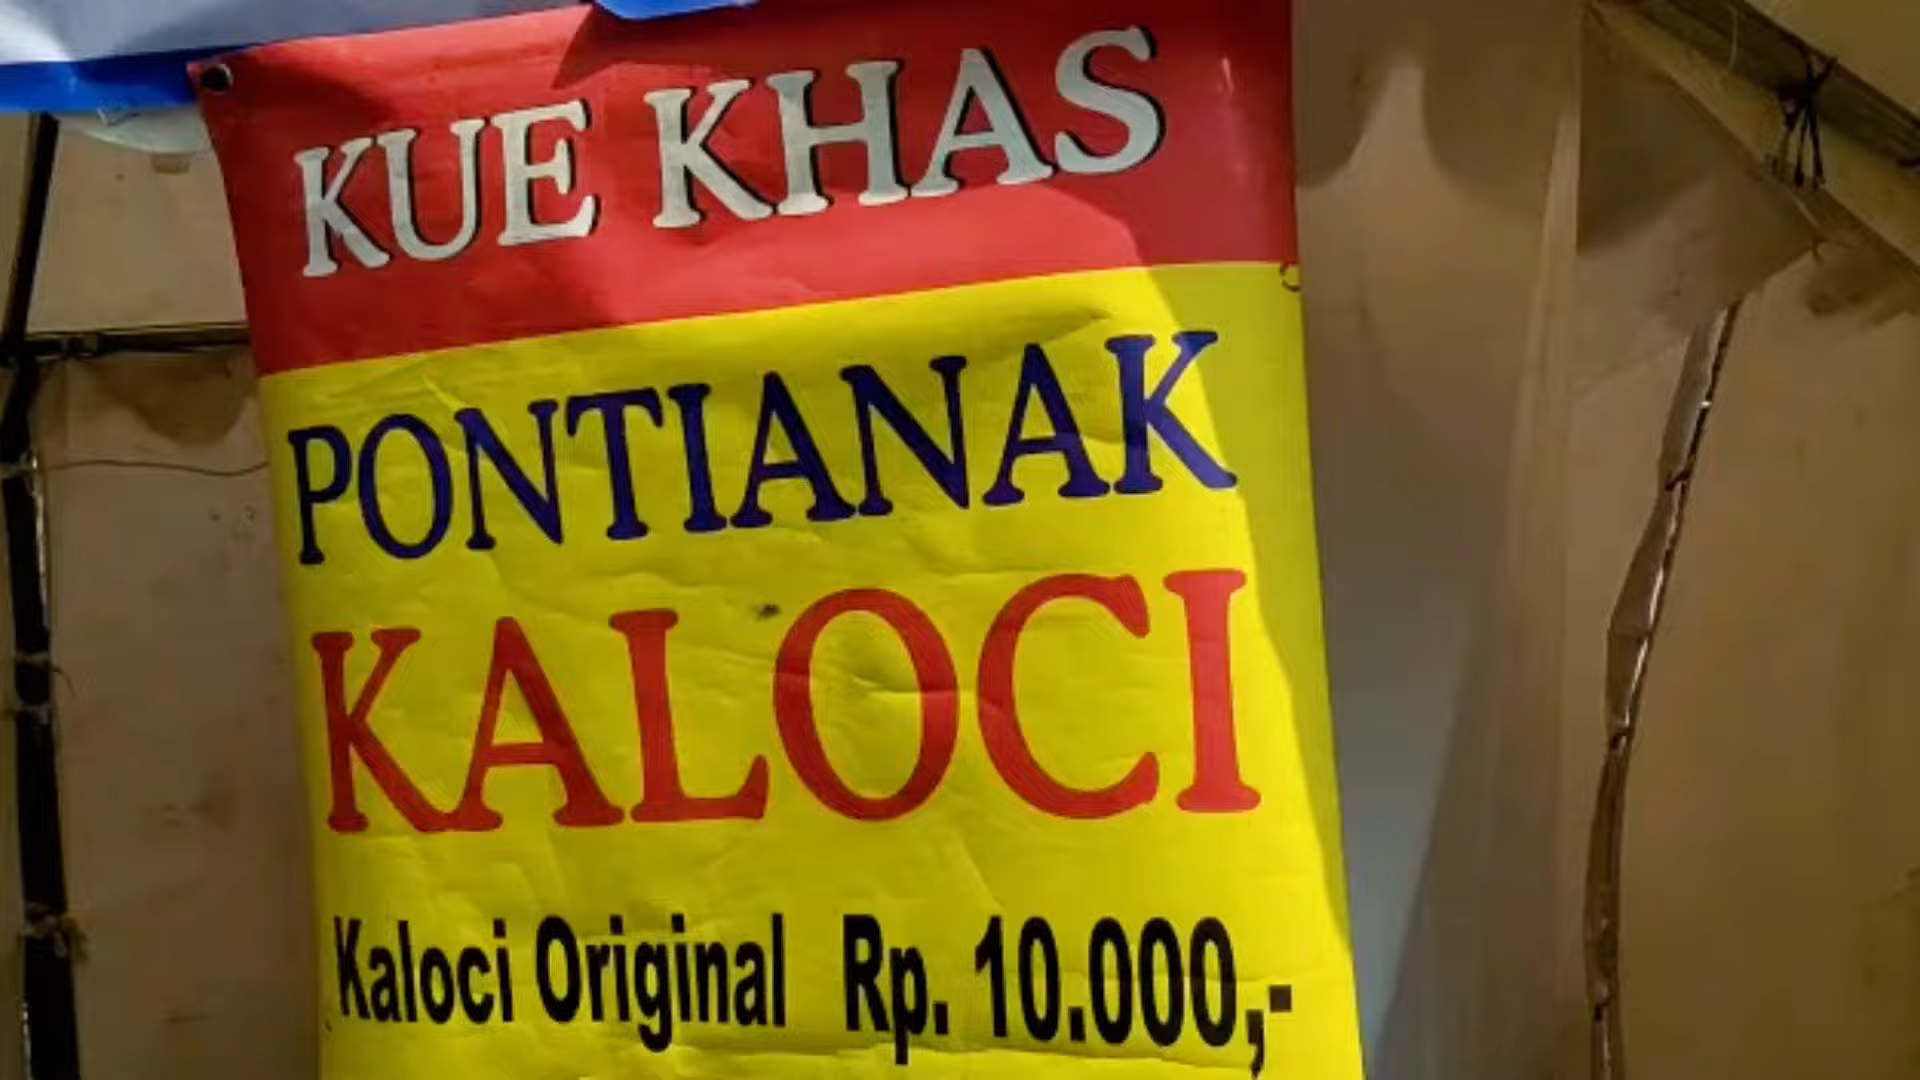 KUE KHAS
PONTIANAK
KALOCI
Kaloci Original Rp. 10.000,-